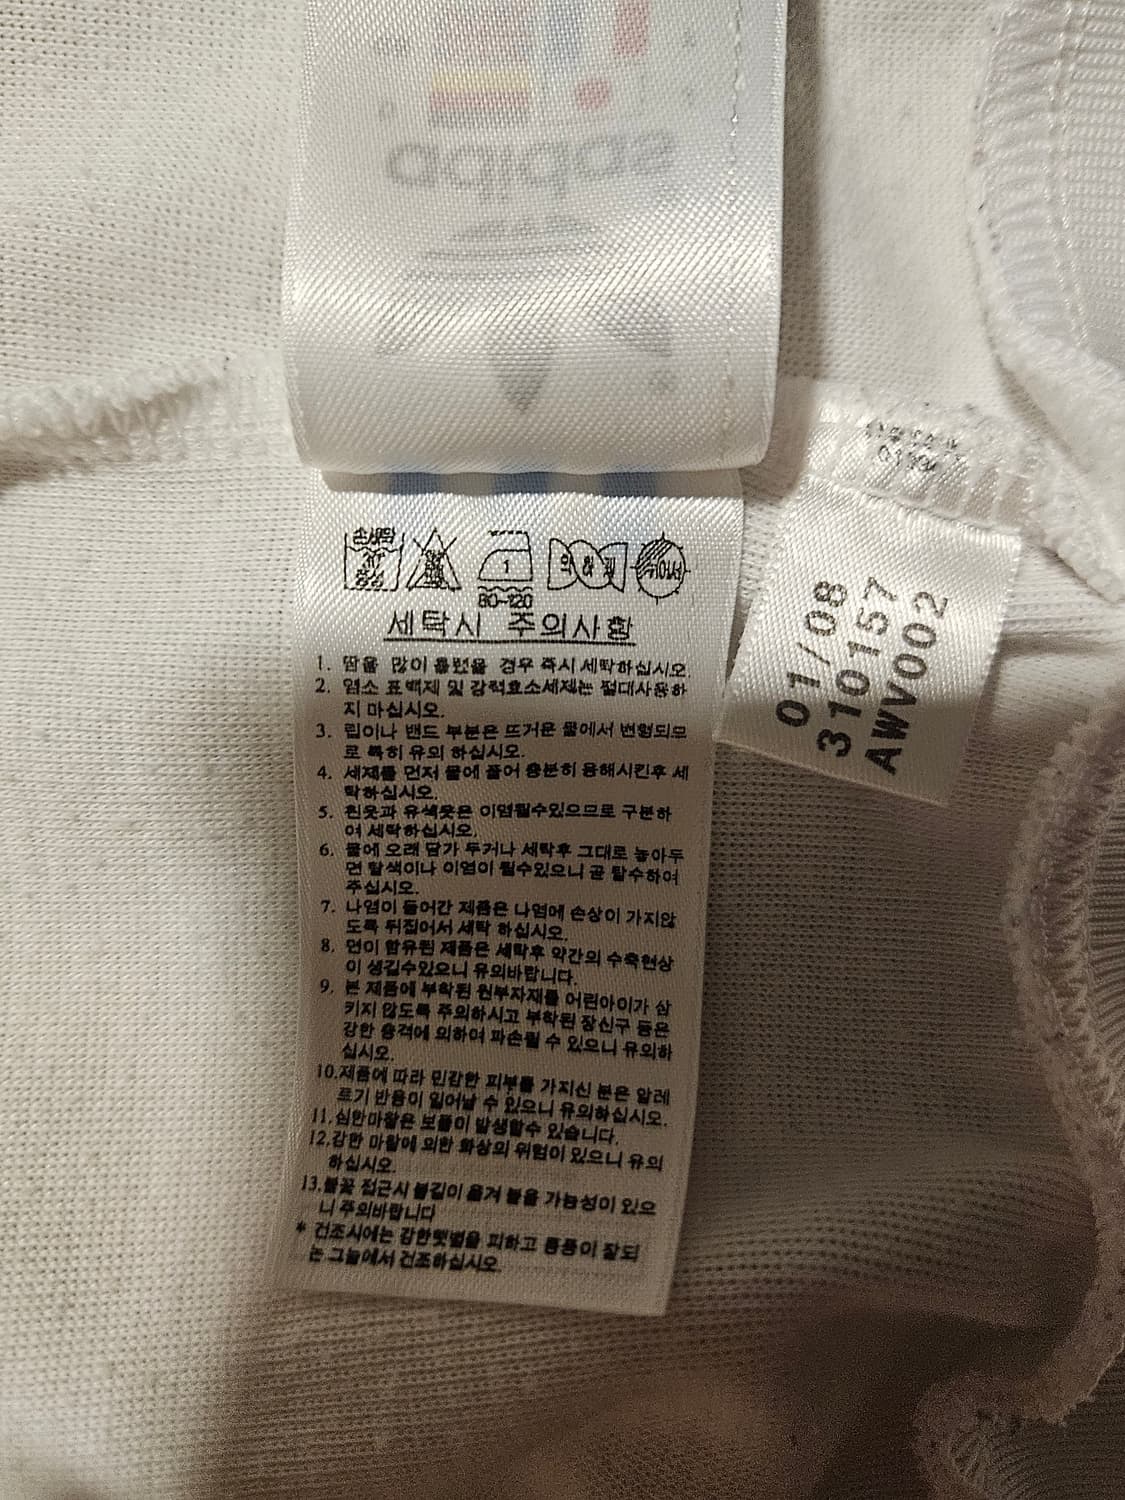 adidas
손세탁
80-120
세탁시 주의사항
1. 땀을 많이 흘렸을 경우 즉시 세탁하십시오.
2. 염소 표백제 및 강력효소세제는 절대사용하
지 마십시오.
3. 립이나 밴드 부분은 뜨거운 물에서 변형되므
로 특히 유의 하십시오.
4. 세제를 먼저 물에 풀어 충분히 용해시킨후 세
탁하십시오.
5. 흰옷과 유색옷은 이염될수있으므로 구분하
여 세탁하십시오.
6. 물에 오래 담가 두거나 세탁후 그대로 놓아두
면 탈색이나 이염이 될수있으니 곧 탈수하여
주십시오.
7. 나염이 들어간 제품은 나염에 손상이 가지않
도록 뒤집어서 세탁 하십시오.
8. 면이 함유된 제품은 세탁후 약간의 수축현상
이 생길수있으니 유의바랍니다.
9. 본 제품에 부착된 원부자재를 어린아이가 삼
키지 않도록 주의하시고 부착된 장신구 등은
강한 충격에 의하여 파손될 수 있으니 유의하
십시오.
10.제품에 따라 민감한 피부를 가지신 분은 알레
르기 반응이 일어날 수 있으니 유의하십시오.
11.심한마찰은 보풀이 발생할수 있습니다.
12.강한 마찰에 의한 화상의 위험이 있으니 유의
하십시오.
13.불꽃 접근시 불길이 옮겨 붙을 가능성이 있으
니 주의바랍니다
* 건조시에는 강한햇볕을 피하고 통풍이 잘되
는 그늘에서 건조하십시오.
01/08
310157
AWV002